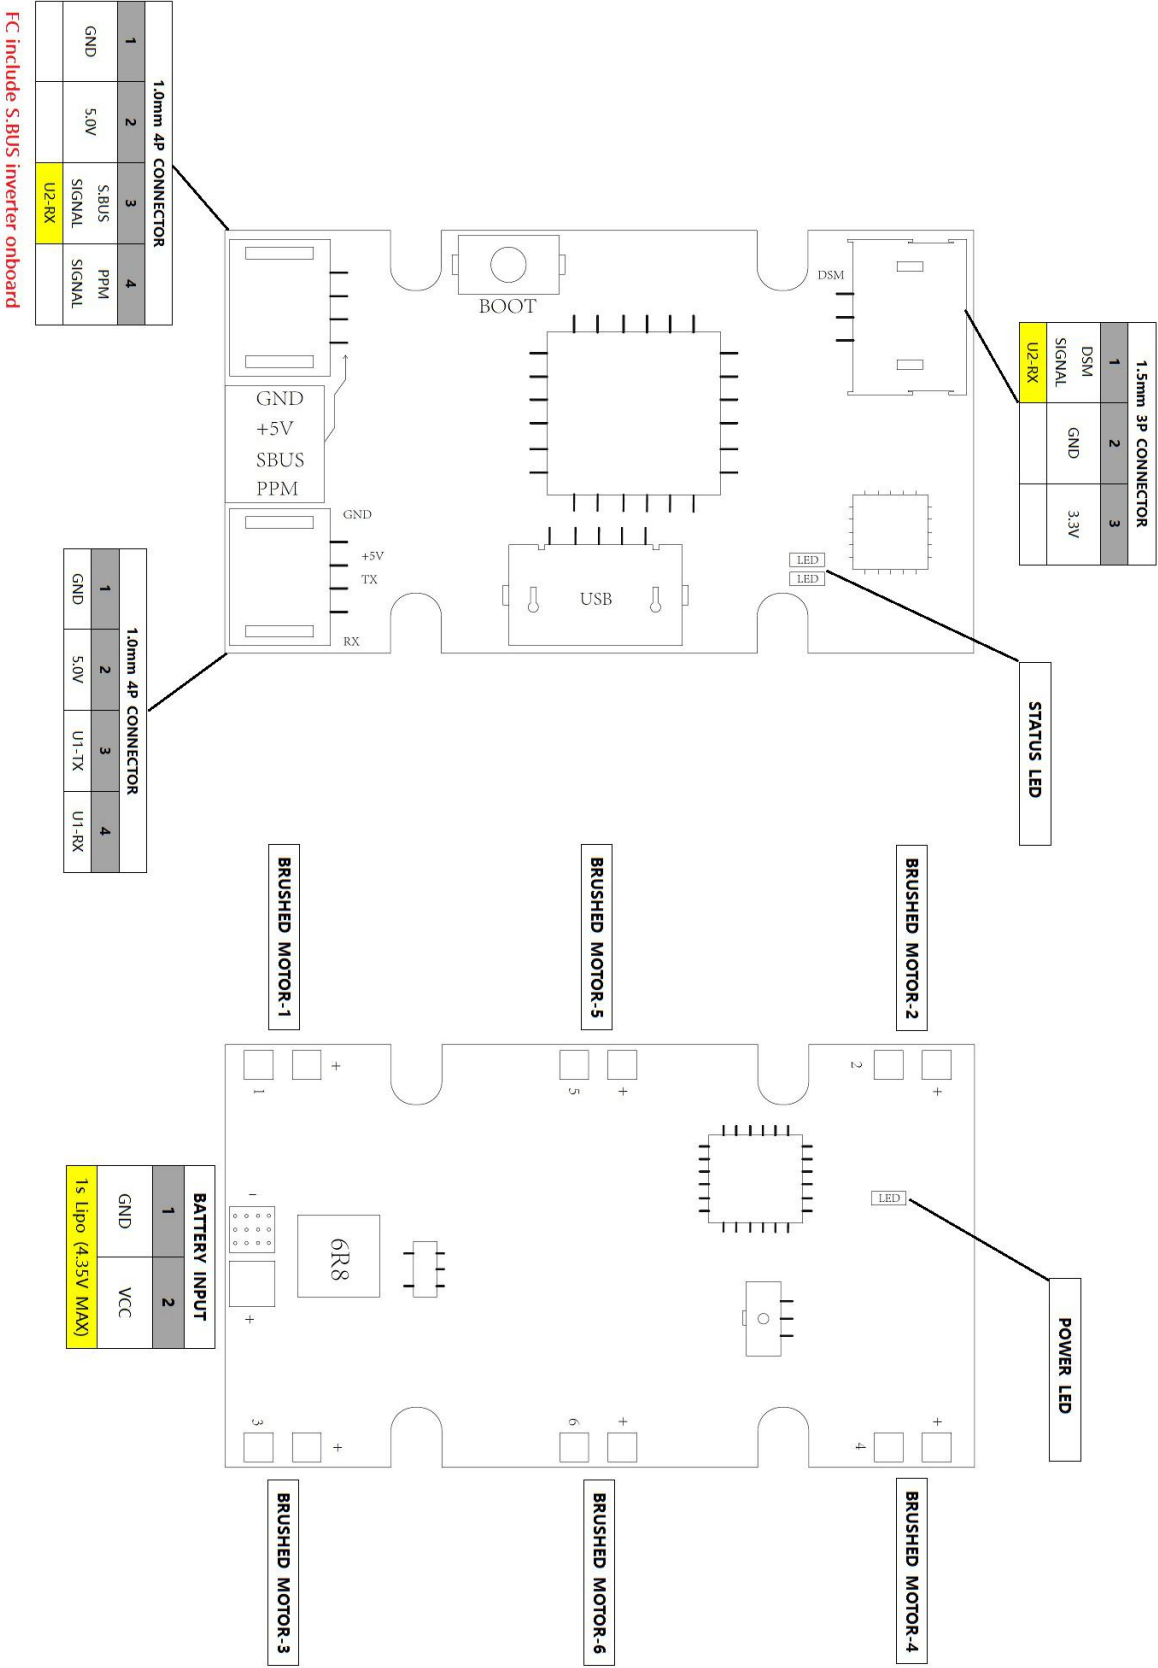 1.0mm 4P CONNECTOR
1 2 3 4
GND 5.0V S.BUS SIGNAL PPM SIGNAL
U2-RX
FC include S.BUS inverter onboard
1.5mm 3P CONNECTOR
1 2 3
DSM SIGNAL GND 3.3V
U2-RX
DSM
BOOT
GND
+5V
SBUS
PPM
GND
+5V
TX
RX
USB
LED
LED
STATUS LED
1.0mm 4P CONNECTOR
1 2 3 4
GND 5.0V U1-TX U1-RX
BRUSHED MOTOR-1
BRUSHED MOTOR-5
BRUSHED MOTOR-2
1 +
5 +
2 +
LED
POWER LED
BATTERY INPUT
1 2
GND VCC
1s Lipo (4.35V MAX)
-
+
6R8
3 +
6 +
4 +
BRUSHED MOTOR-3
BRUSHED MOTOR-6
BRUSHED MOTOR-4